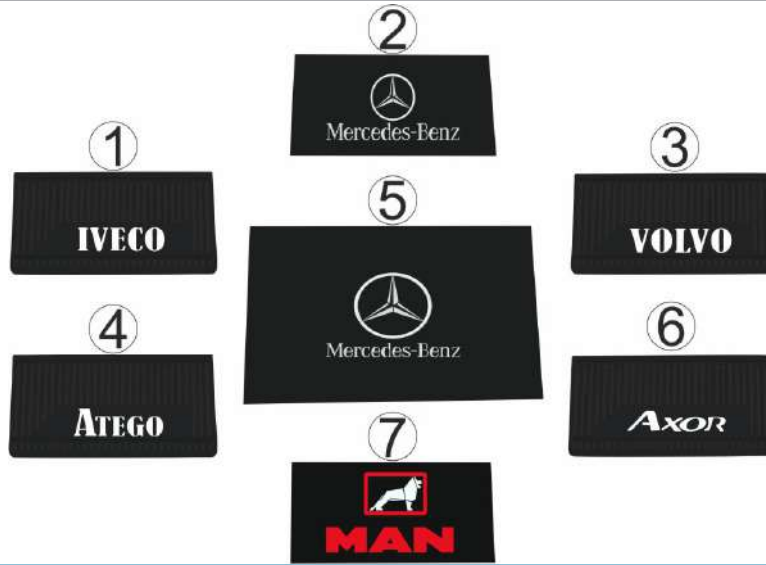 2
Mercedes-Benz
1
IVECO
3
VOLVO
5
Mercedes-Benz
4
ATEGO
6
AXOR
7
MAN